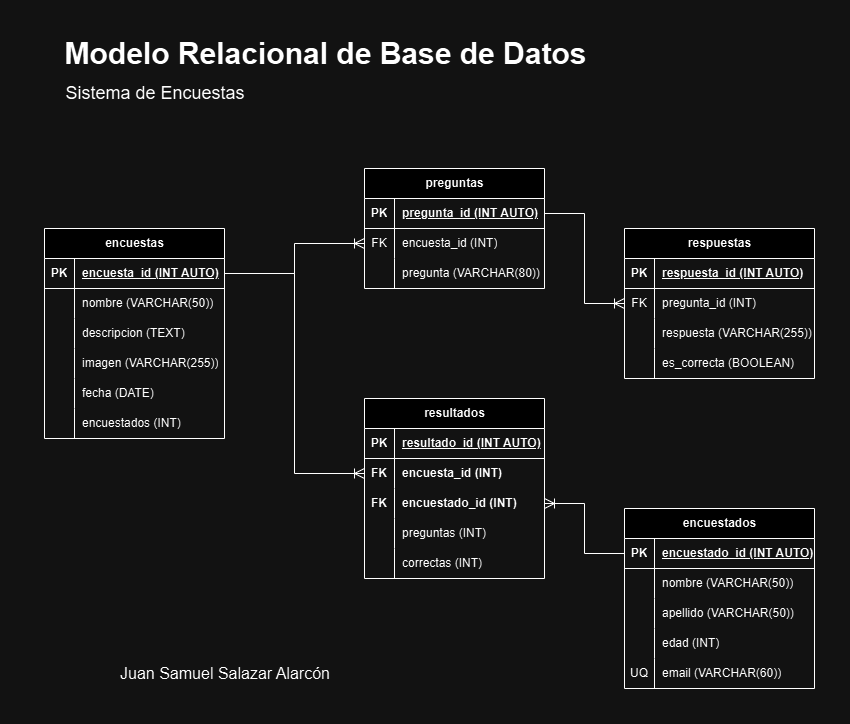 Modelo Relacional de Base de Datos
Sistema de Encuestas
encuestas
PK encuesta_id (INT AUTO)
nombre (VARCHAR(50))
descripcion (TEXT)
imagen (VARCHAR(255))
fecha (DATE)
encuestados (INT)
preguntas
PK pregunta_id (INT AUTO)
FK encuesta_id (INT)
pregunta (VARCHAR(80))
respuestas
PK respuesta_id (INT AUTO)
FK pregunta_id (INT)
respuesta (VARCHAR(255))
es_correcta (BOOLEAN)
resultados
PK resultado_id (INT AUTO)
FK encuesta_id (INT)
FK encuestado_id (INT)
preguntas (INT)
correctas (INT)
encuestados
PK encuestado_id (INT AUTO)
nombre (VARCHAR(50))
apellido (VARCHAR(50))
edad (INT)
UQ email (VARCHAR(60))
Juan Samuel Salazar Alarcón